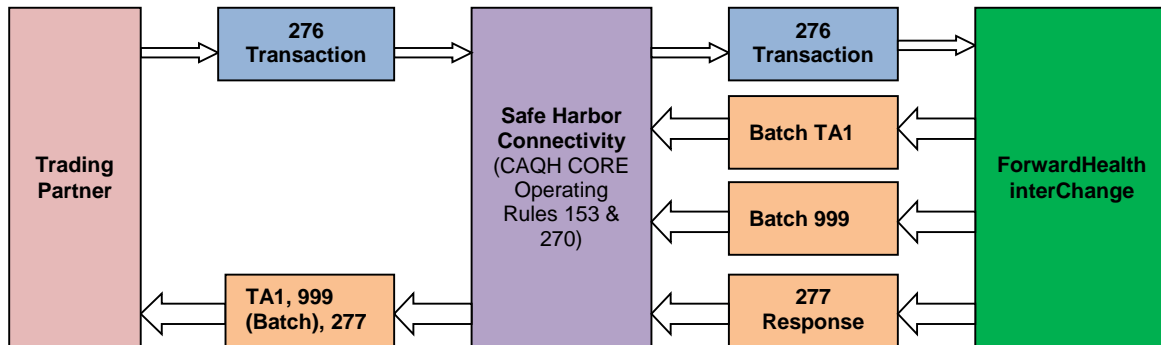 276
Transaction
276
Transaction
Trading
Partner
Safe Harbor
Connectivity
(CAQH CORE
Operating
Rules 153 &
270)
Batch TA1
Batch 999
ForwardHealth
interChange
TA1, 999
(Batch), 277
277
Response